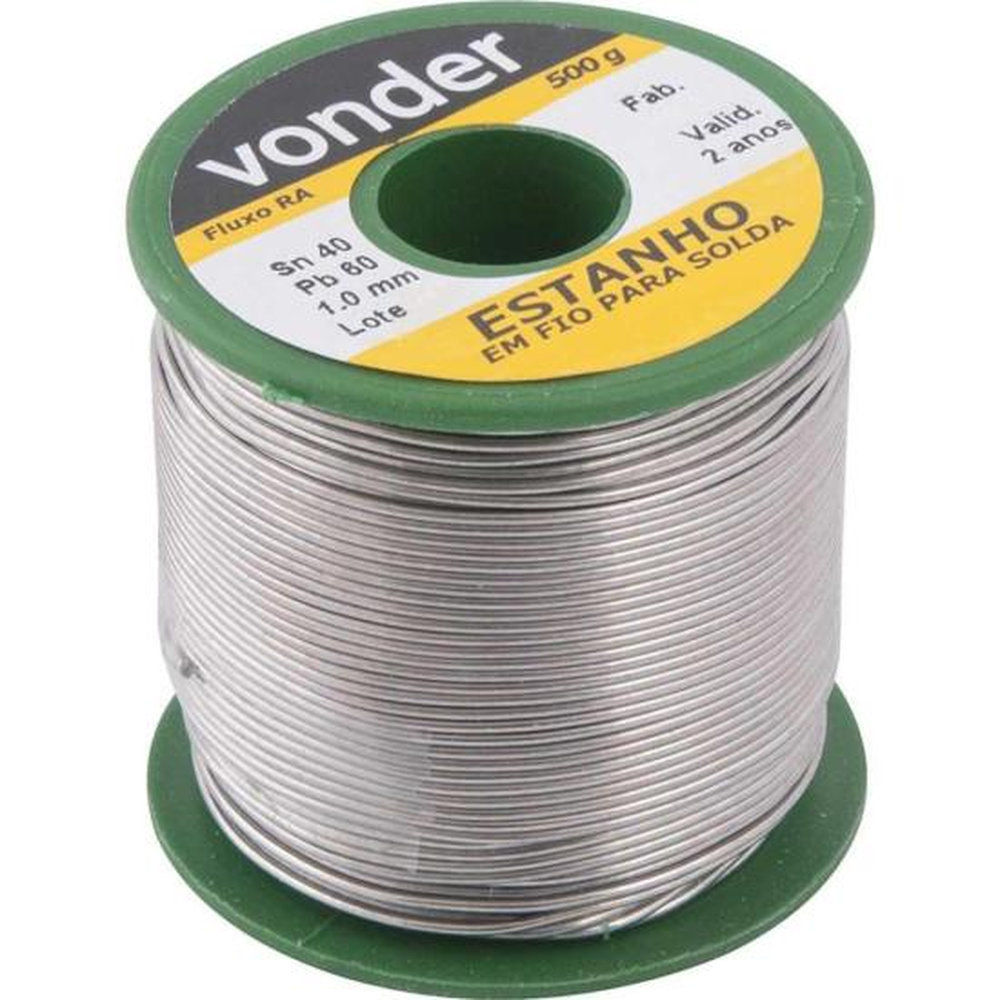 vonder
500 g
Fluxo RA
Fab.
Valid.
2 anos
Sn 40
Pb 60
1.0 mm
Lote
ESTANHO
EM FIO PARA SOLDA